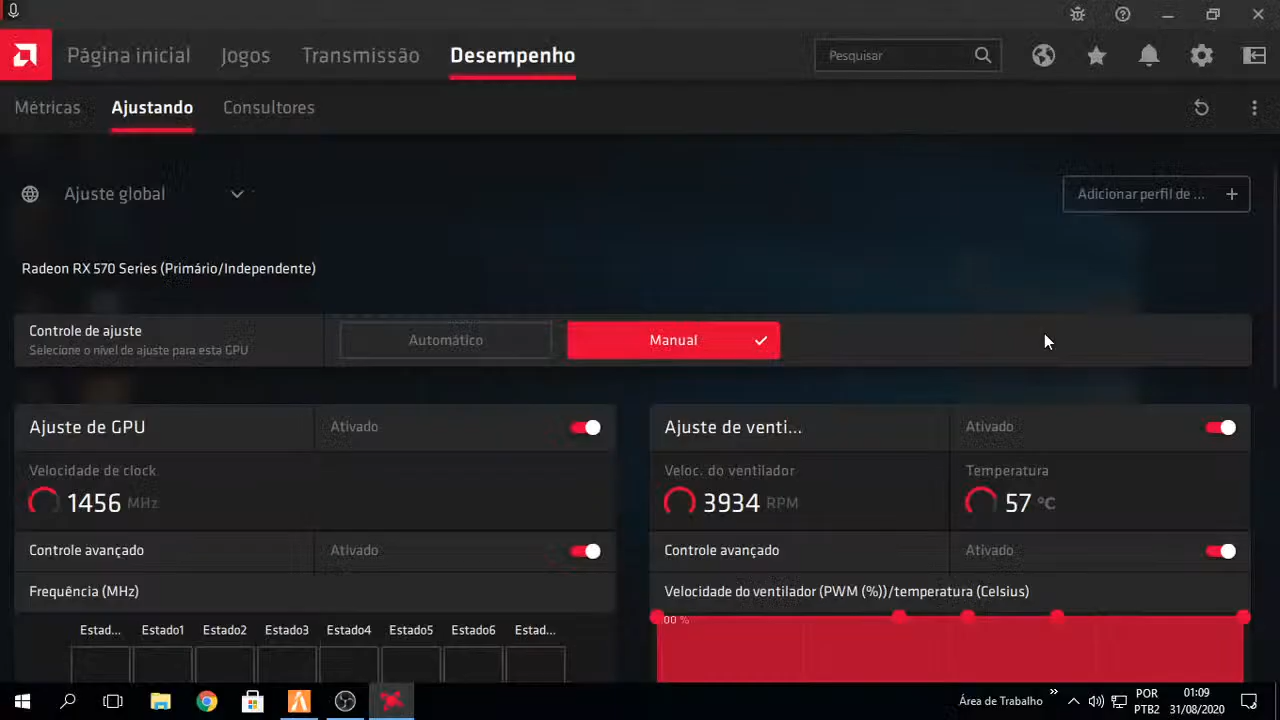 Página inicial Jogos Transmissão Desempenho Pesquisar
Métricas Ajustando Consultores
Ajuste global Adicionar perfil de ...
Radeon RX 570 Series (Primário/Independente)
Controle de ajuste
Selecione o nível de ajuste para esta GPU
Automático Manual
Ajuste de GPU Ativado
Velocidade de clock
1456 MHz
Controle avançado Ativado
Frequência (MHz)
Estad... Estado1 Estado2 Estado3 Estado4 Estado5 Estado6 Estad...
Ajuste de venti... Ativado
Veloc. do ventilador Temperatura
3934 RPM 57 °C
Controle avançado Ativado
Velocidade do ventilador (PWM (%))/temperatura (Celsius)
00 %
Área de Trabalho
POR
PTB2
01:09
31/08/2020